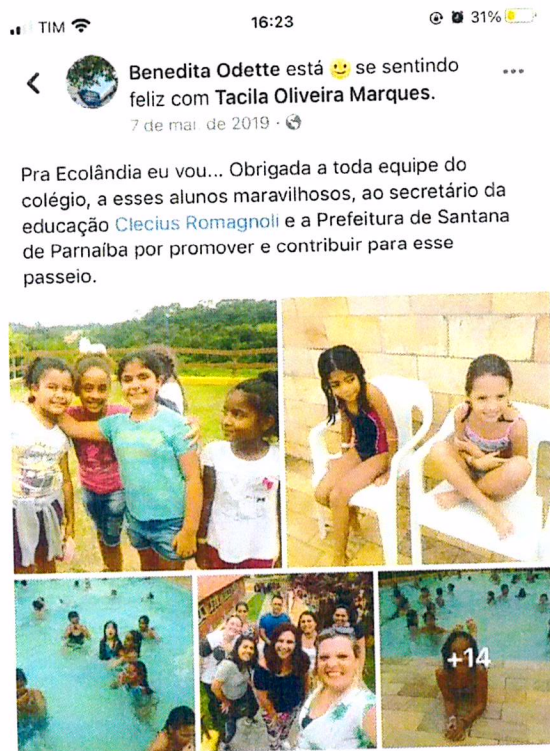 TIM 16:23 31%
Benedita Odette está 🙂 se sentindo
feliz com Tacila Oliveira Marques.
7 de mai. de 2019 ·
Pra Ecolândia eu vou... Obrigada a toda equipe do
colégio, a esses alunos maravilhosos, ao secretário da
educação Clecius Romagnoli e a Prefeitura de Santana
de Parnaíba por promover e contribuir para esse
passeio.
+14